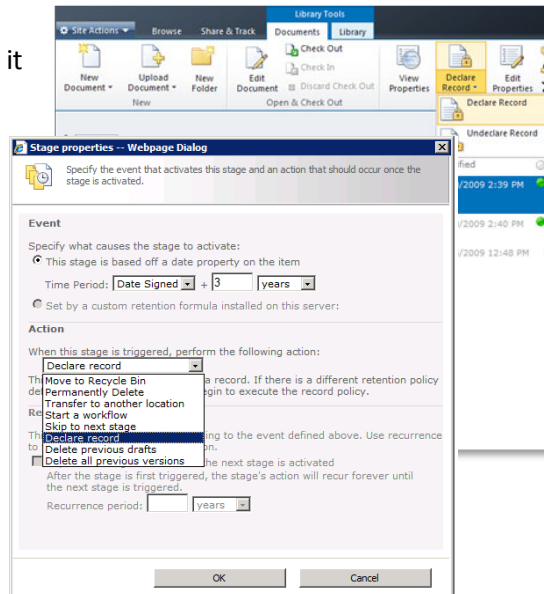 Library Tools
Site Actions Browse Share & Track Documents Library
it
New Document
Upload Document
New Folder
New
Edit Document
Check Out
Check In
Discard Check Out
Open & Check Out
View Properties
Declare Record
Edit Properties
Declare Record
Undeclare Record
Stage properties -- Webpage Dialog
Specify the event that activates this stage and an action that should occur once the
stage is activated.
ified
/2009 2:39 PM
/2009 2:40 PM
/2009 12:48 PM
Event
Specify what causes the stage to activate:
This stage is based off a date property on the item
Time Period: Date Signed + 3 years
Set by a custom retention formula installed on this server:
Action
When this stage is triggered, perform the following action:
Declare record
Move to Recycle Bin
Permanently Delete
Transfer to another location
Start a workflow
Skip to next stage
Declare record
Delete previous drafts
Delete all previous versions
a record. If there is a different retention policy
gin to execute the record policy.
Re
ing to the event defined above. Use recurrence
on.
the next stage is activated
After the stage is first triggered, the stage's action will recur forever until
the next stage is triggered.
Recurrence period: years
OK Cancel